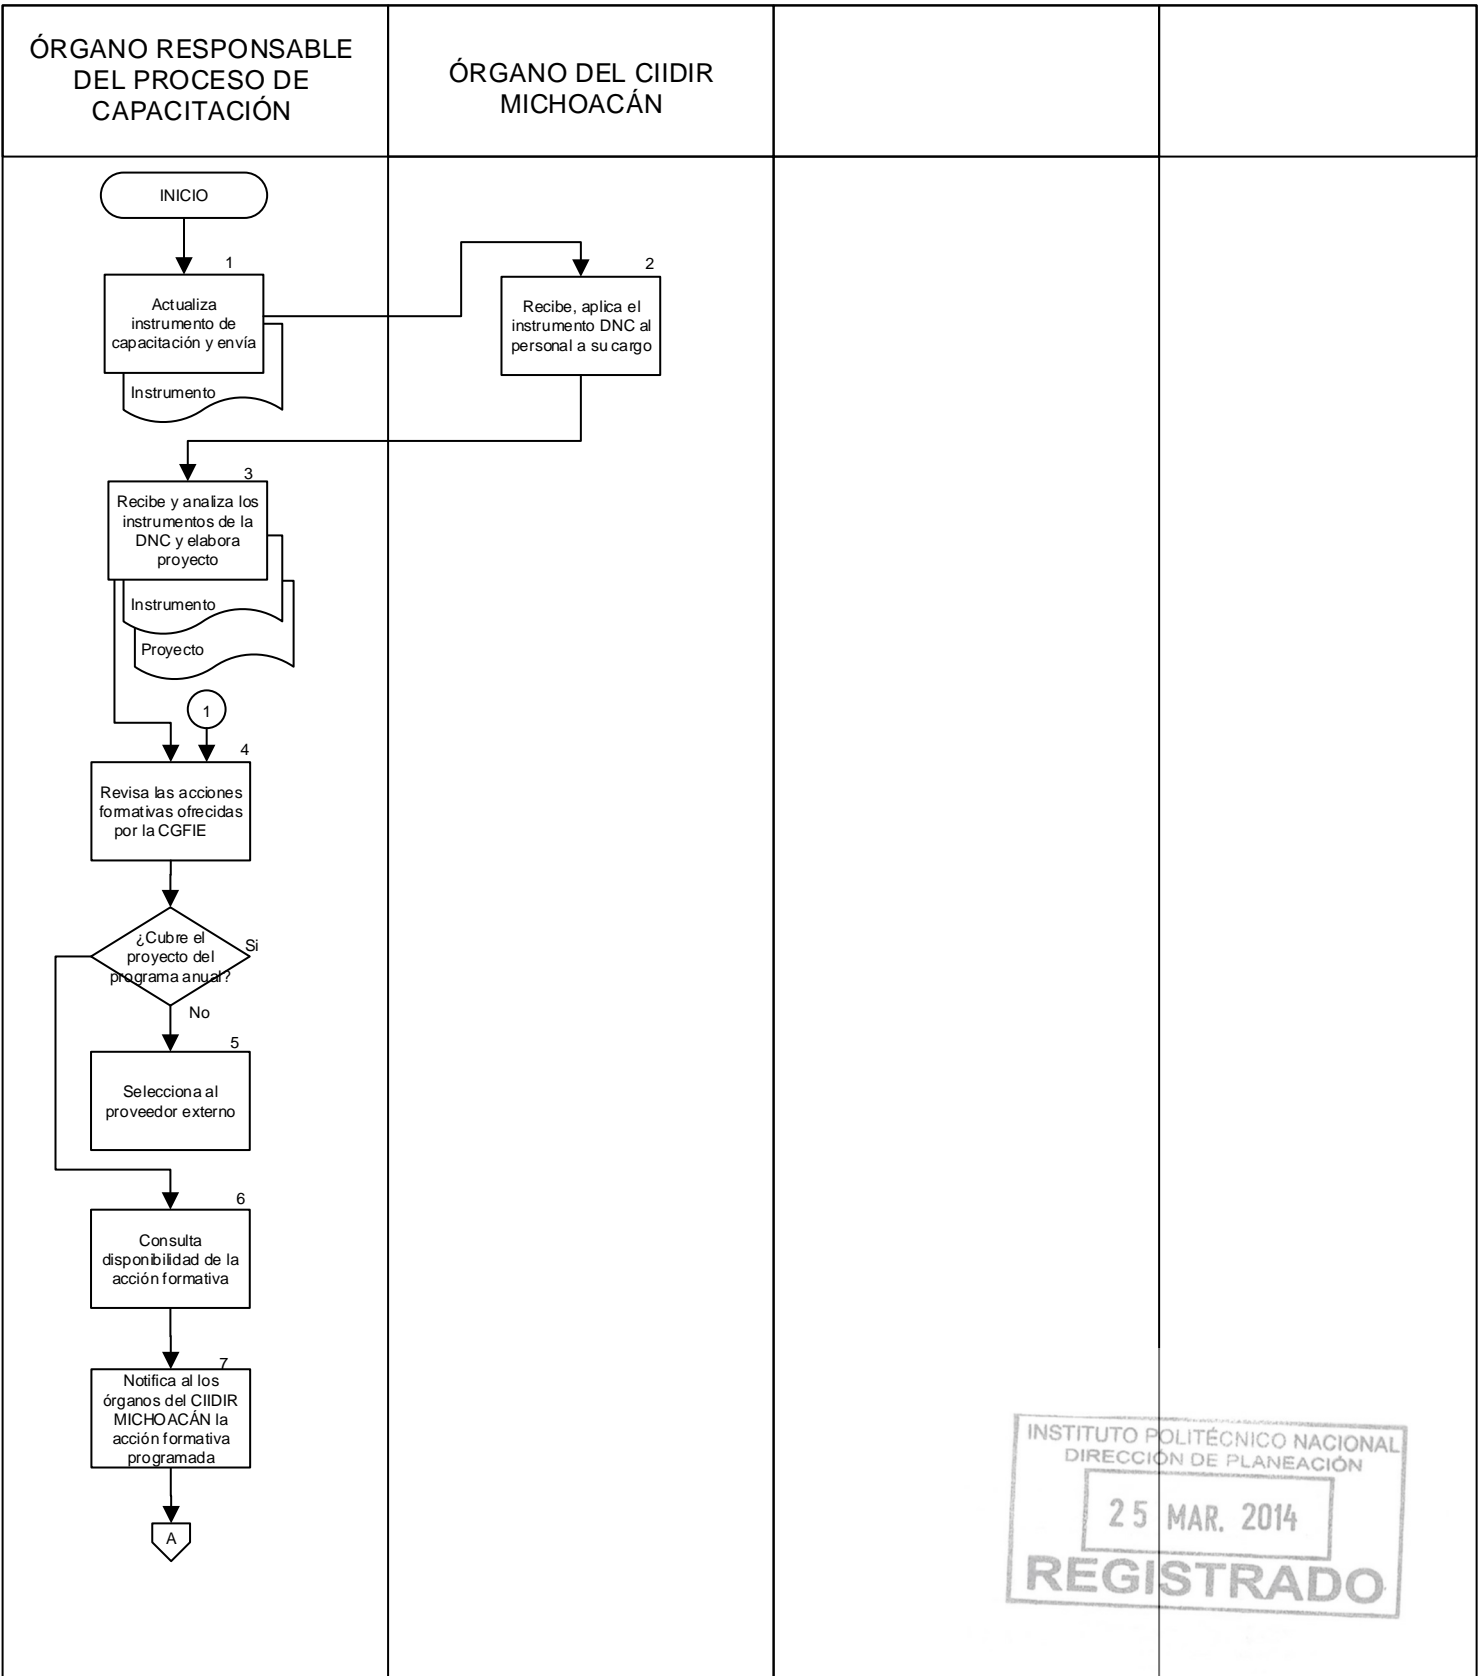 ÓRGANO RESPONSABLE
DEL PROCESO DE
CAPACITACIÓN
ÓRGANO DEL CIIDIR
MICHOACÁN
INICIO
1
Actualiza
instrumento de
capacitación y envía
Instrumento
2
Recibe, aplica el
instrumento DNC al
personal a su cargo
3
Recibe y analiza los
instrumentos de la
DNC y elabora
proyecto
Instrumento
Proyecto
1
4
Revisa las acciones
formativas ofrecidas
por la CGFIE
¿Cubre el
proyecto del
programa anual?
Si
No
5
Selecciona al
proveedor externo
6
Consulta
disponibilidad de la
acción formativa
7
Notifica al los
órganos del CIIDIR
MICHOACÁN la
acción formativa
programada
A
INSTITUTO POLITÉCNICO NACIONAL
DIRECCIÓN DE PLANEACIÓN
25 MAR. 2014
REGISTRADO